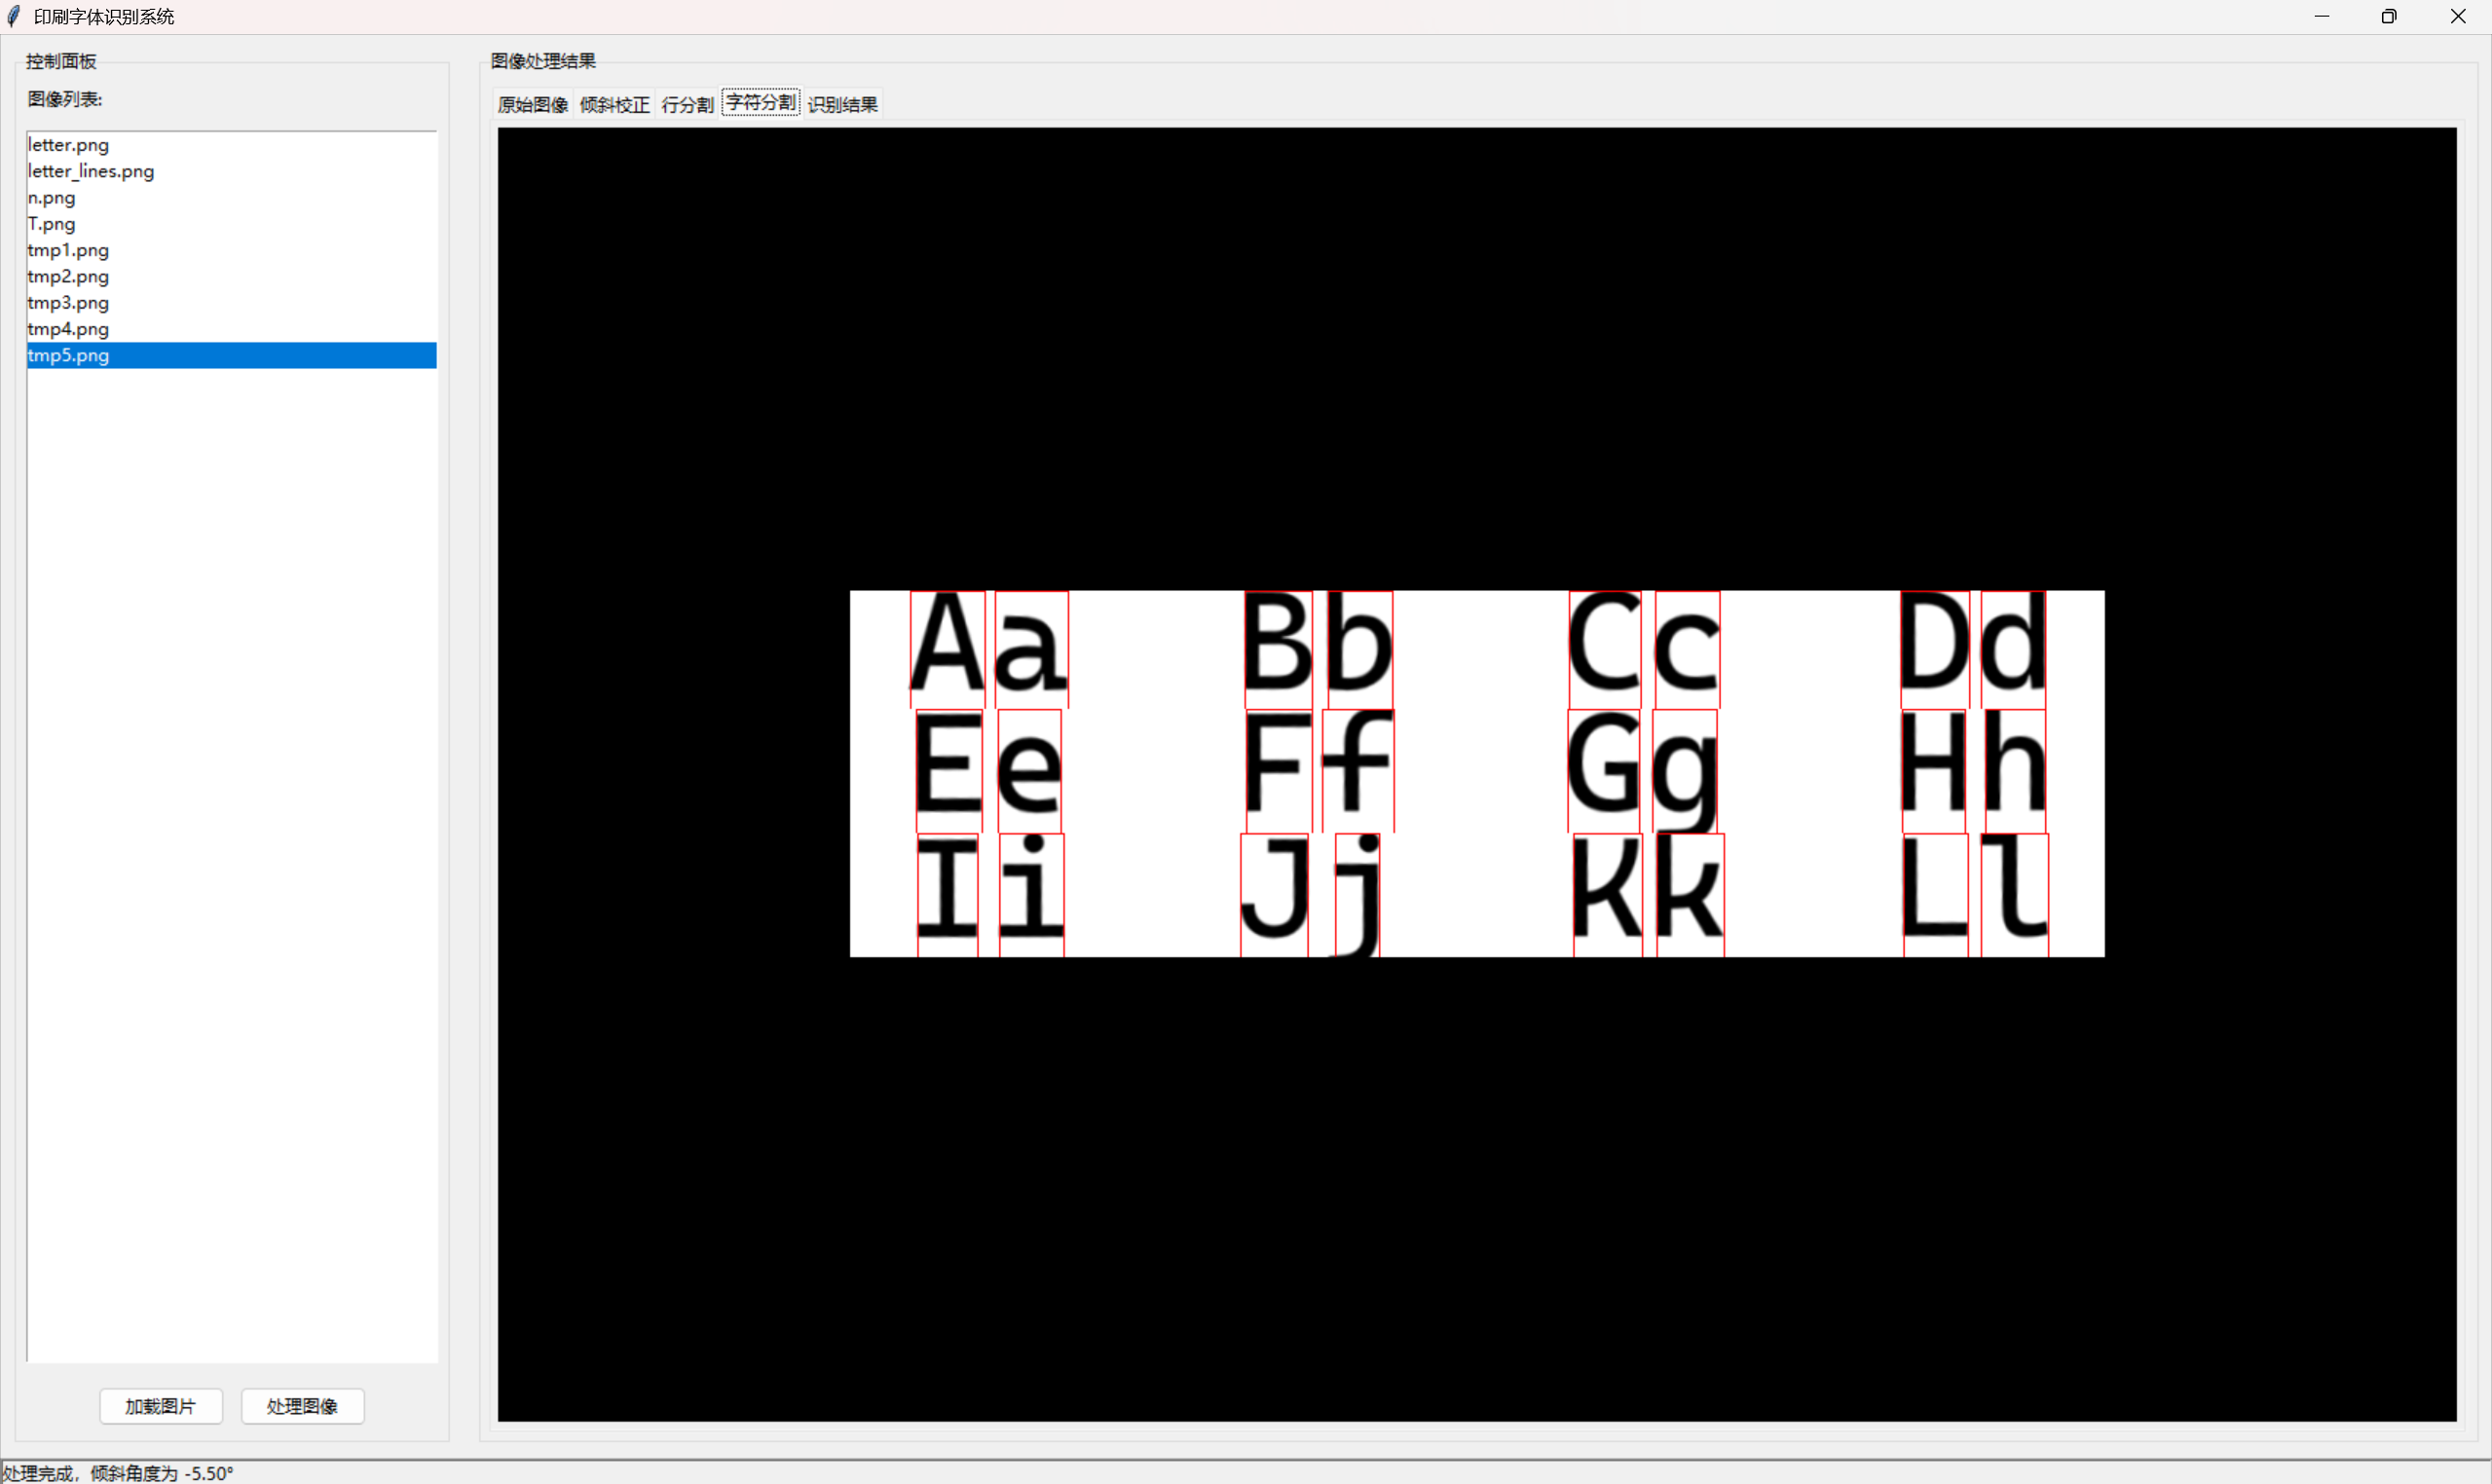 印刷字体识别系统
控制面板
图像列表:
letter.png
letter_lines.png
n.png
T.png
tmp1.png
tmp2.png
tmp3.png
tmp4.png
tmp5.png
加载图片 处理图像
图像处理结果
原始图像 倾斜校正 行分割 字符分割 识别结果
Aa Bb Cc Dd
Ee Ff Gg Hh
Ii Jj Kk Ll
处理完成，倾斜角度为 -5.50°